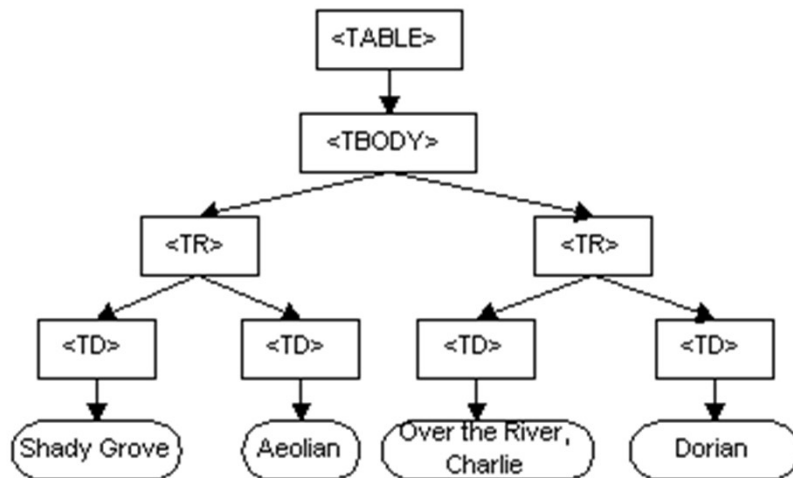 <TABLE>
<TBODY>
<TR>
<TR>
<TD>
<TD>
<TD>
<TD>
Shady Grove
Aeolian
Over the River,
Charlie
Dorian